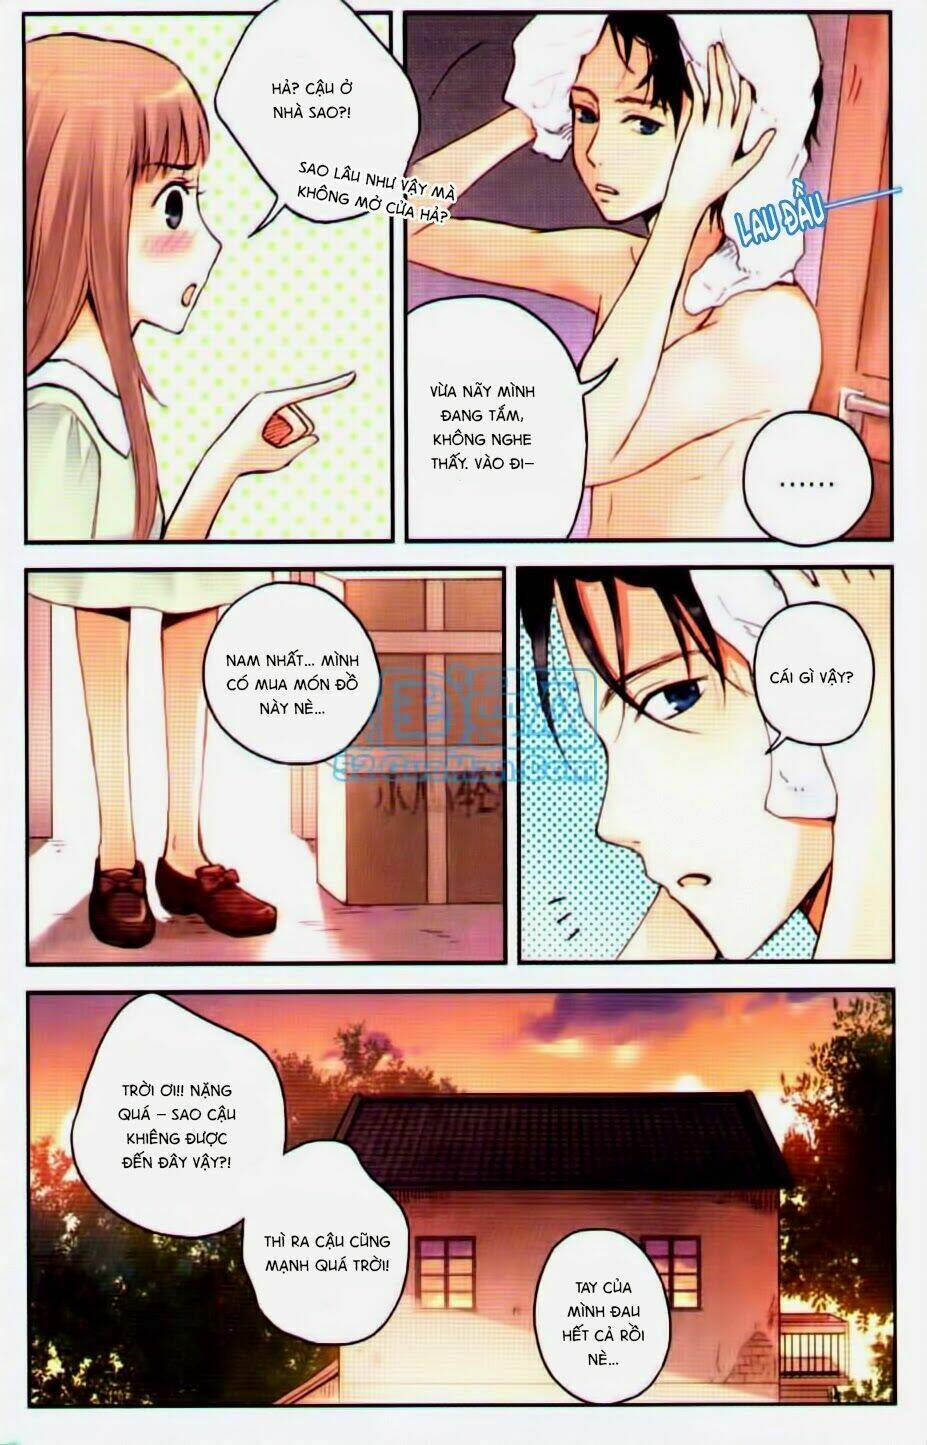 HẢ? CẬU Ở
NHÀ SAO?!
SAO LÂU NHƯ VẬY MÀ
KHÔNG MỞ CỬA HẢ?
LAU ĐẦU
VỪA NÃY MÌNH
ĐANG TẮM,
KHÔNG NGHE
THẤY. VÀO ĐI-
......
NAM NHẤT... MÌNH
CÓ MUA MÓN ĐỒ
NÀY NÈ...
CÁI GÌ VẬY?
TRỜI ƠI!! NẶNG
QUÁ - SAO CẬU
KHIÊNG ĐƯỢC
ĐẾN ĐÂY VẬY?!
THÌ RA CẬU CŨNG
MẠNH QUÁ TRỜI!
TAY CỦA
MÌNH ĐAU
HẾT CẢ RỒI
NÈ...